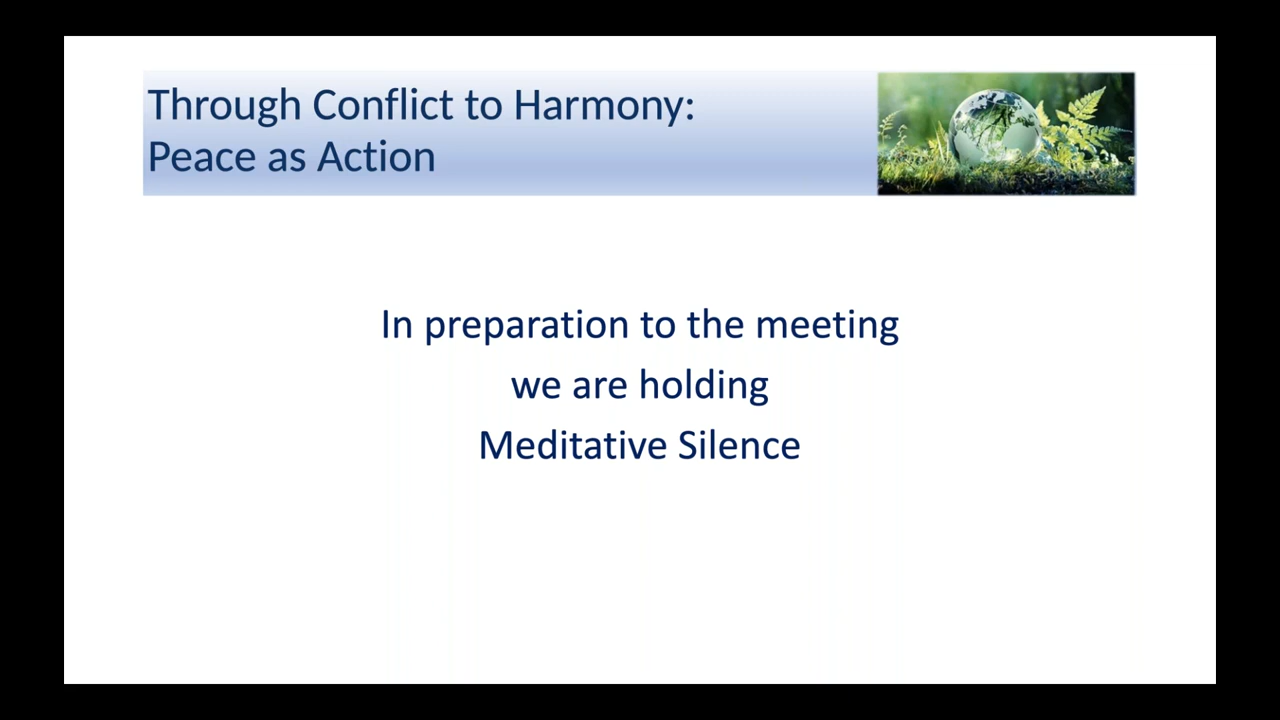 Through Conflict to Harmony:
Peace as Action
In preparation to the meeting
we are holding
Meditative Silence